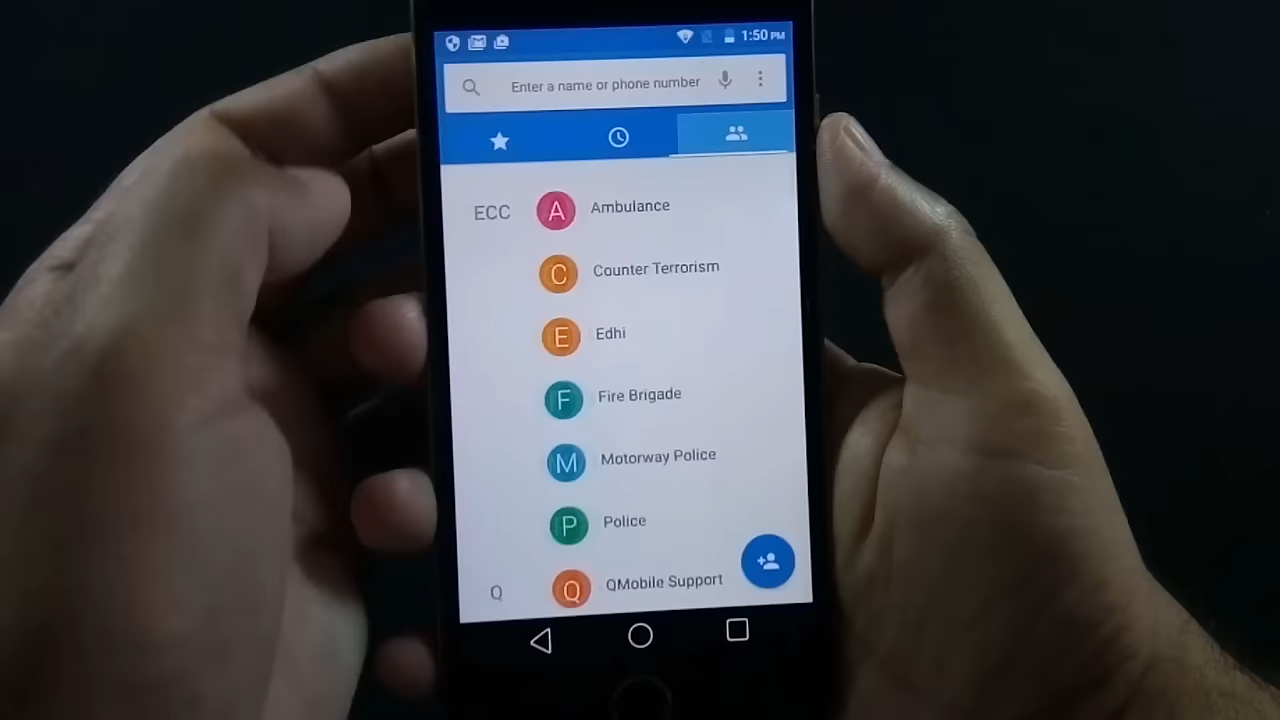 1:50 PM
Enter a name or phone number
ECC
A Ambulance
C Counter Terrorism
E Edhi
F Fire Brigade
M Motorway Police
P Police
Q
Q QMobile Support